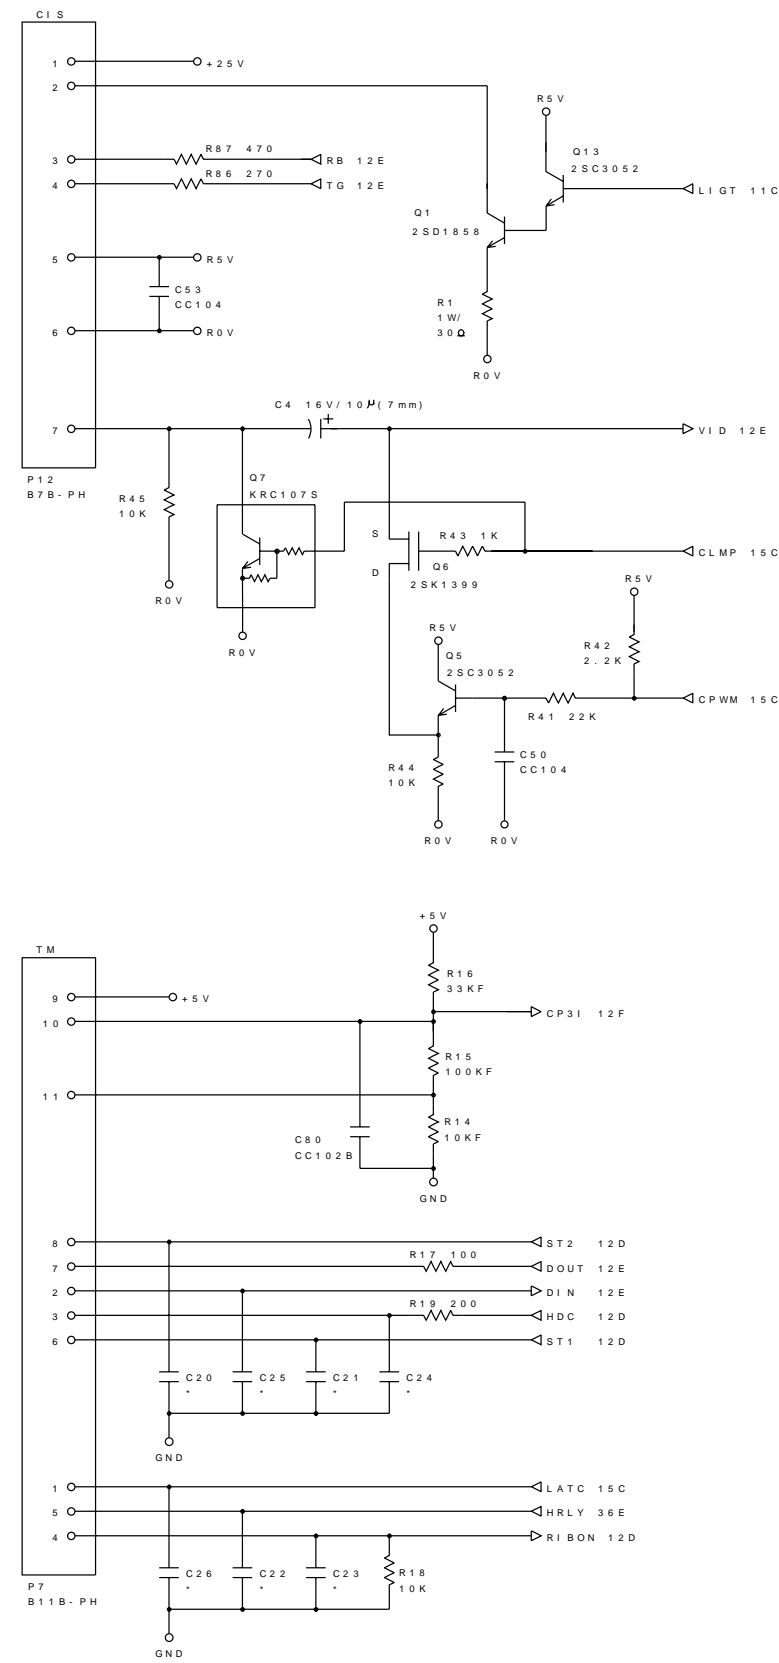 CIS
1
+25V
2
R5V
R87 470
Q13
3
RB 12E
2SC3052
R86 270
4
TG 12E
LIGT 11C
Q1
2SD1858
5
R5V
C53
CC104
R1
1W/
30Ω
6
R0V
R0V
C4 16V/10μ(7mm)
7
VID 12E
P12
B7B-PH
Q7
KRC107S
R45
10K
S
R43 1K
CLMP 15C
D
Q6
2SK1399
R0V
R5V
R0V
R5V
Q5
2SC3052
R42
2.2K
CPWM 15C
R41 22K
R44
10K
C50
CC104
R0V
R0V
+5V
TM
R16
33KF
9
+5V
10
CP3I 12F
R15
100KF
11
R14
10KF
C80
CC102B
GND
8
ST2 12D
R17 100
7
DOUT 12E
2
DIN 12E
R19 200
3
HDC 12D
6
ST1 12D
C20
*
C25
*
C21
*
C24
*
GND
1
LATC 15C
5
HRLY 36E
4
RIBON 12D
C26
*
C22
*
C23
*
R18
10K
P7
B11B-PH
GND